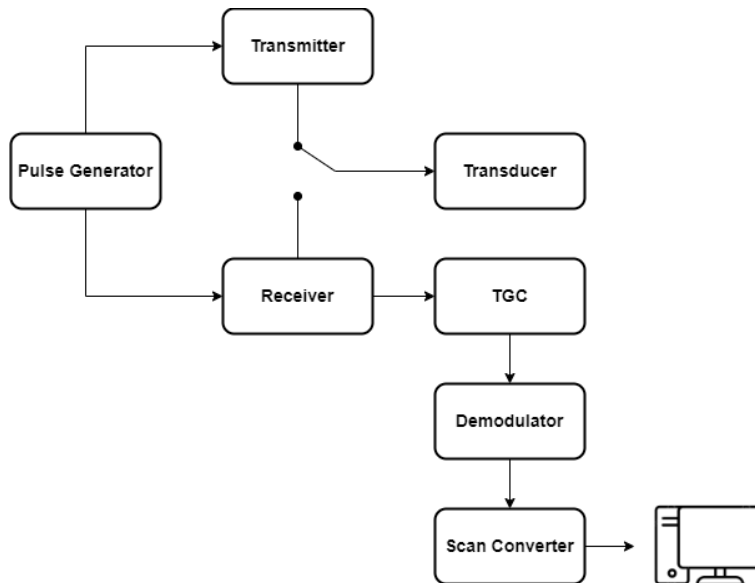 Transmitter
Pulse Generator
Transducer
Receiver
TGC
Demodulator
Scan Converter